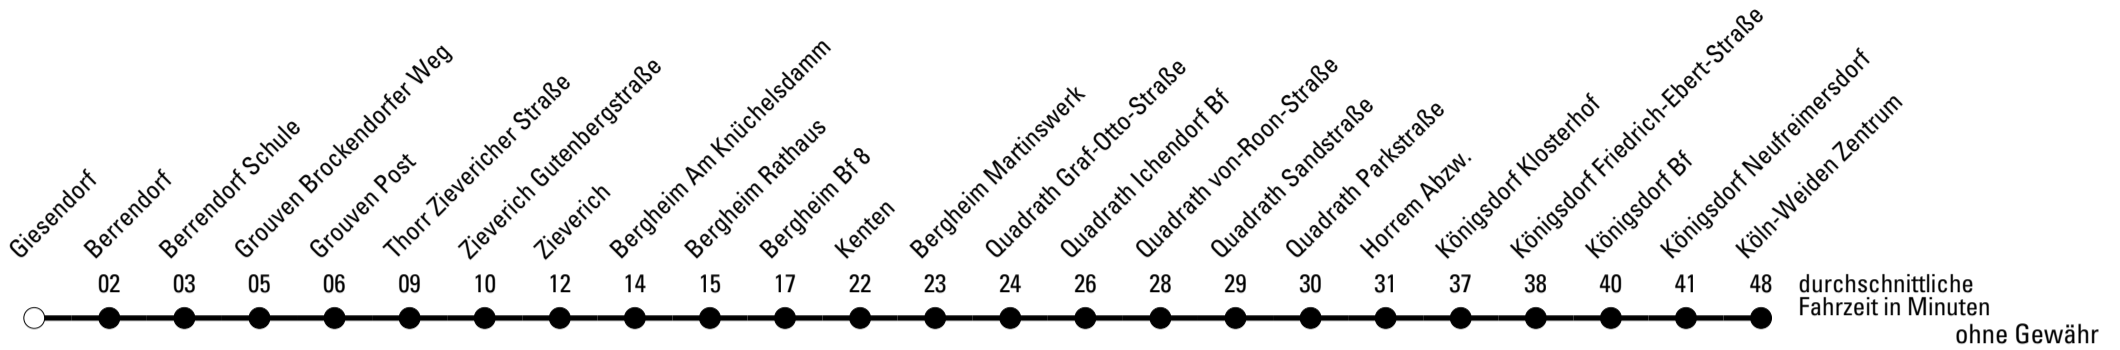 Giesendorf
Berrendorf
Berrendorf Schule
Grouven Brockendorfer Weg
Grouven Post
Thorr Zievericher Straße
Zieverich Gutenbergstraße
Zieverich
Bergheim Am Knüchelsdamm
Bergheim Rathaus
Bergheim Bf 8
Kenten
Bergheim Martinswerk
Quadrath Graf-Otto-Straße
Quadrath Ichendorf Bf
Quadrath von-Roon-Straße
Quadrath Sandstraße
Quadrath Parkstraße
Horrem Abzw.
Königsdorf Klosterhof
Königsdorf Friedrich-Ebert-Straße
Königsdorf Bf
Königsdorf Neufreimersdorf
Köln-Weiden Zentrum
02 03 05 06 09 10 12 14 15 17 22 23 24 26 28 29 30 31 37 38 40 41 48 durchschnittliche
Fahrzeit in Minuten
ohne Gewähr